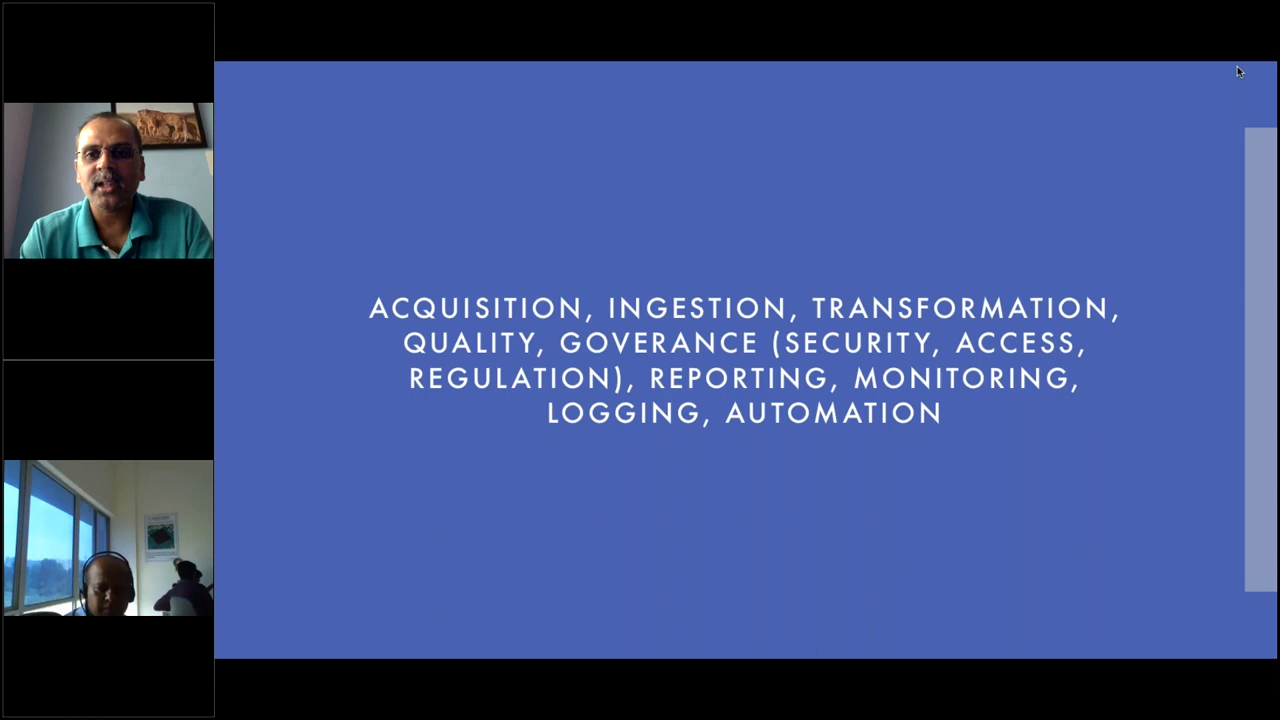 ACQUISITION, INGESTION, TRANSFORMATION,
QUALITY, GOVERANCE (SECURITY, ACCESS,
REGULATION), REPORTING, MONITORING,
LOGGING, AUTOMATION